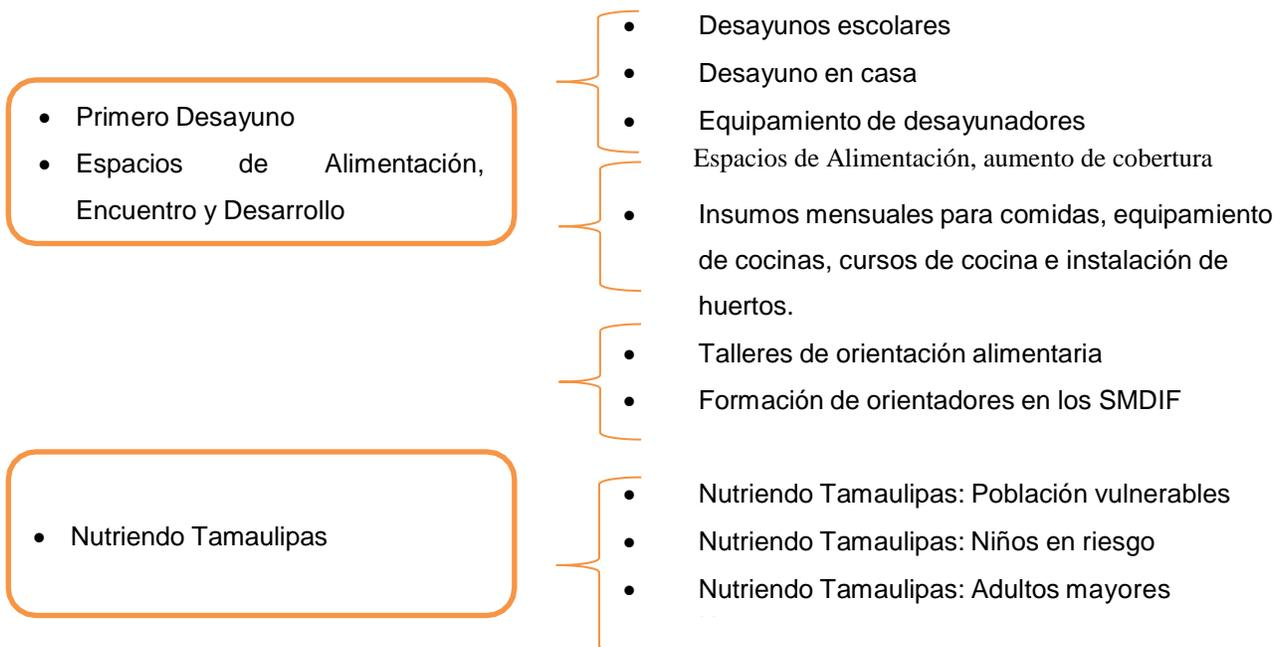 • Primero Desayuno
• Espacios de Alimentación,
Encuentro y Desarrollo
• Desayunos escolares
• Desayuno en casa
• Equipamiento de desayunadores
Espacios de Alimentación, aumento de cobertura
• Insumos mensuales para comidas, equipamiento
de cocinas, cursos de cocina e instalación de
huertos.
• Talleres de orientación alimentaria
• Formación de orientadores en los SMDIF
• Nutriendo Tamaulipas
• Nutriendo Tamaulipas: Población vulnerables
• Nutriendo Tamaulipas: Niños en riesgo
• Nutriendo Tamaulipas: Adultos mayores